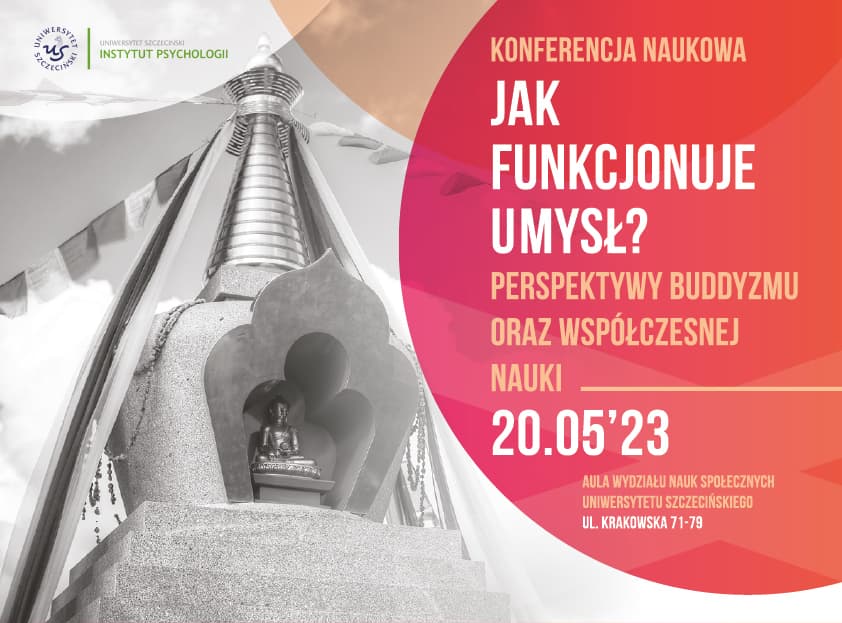 UNIWERSYTET SZCZECIŃSKI
US
UNIWERSYTET SZCZECIŃSKI
INSTYTUT PSYCHOLOGII
KONFERENCJA NAUKOWA
JAK
FUNKCJONUJE
UMYSŁ?
PERSPEKTYWY BUDDYZMU
ORAZ WSPÓŁCZESNEJ
NAUKI
20.05’23
AULA WYDZIAŁU NAUK SPOŁECZNYCH
UNIWERSYTETU SZCZECIŃSKIEGO
UL. KRAKOWSKA 71-79